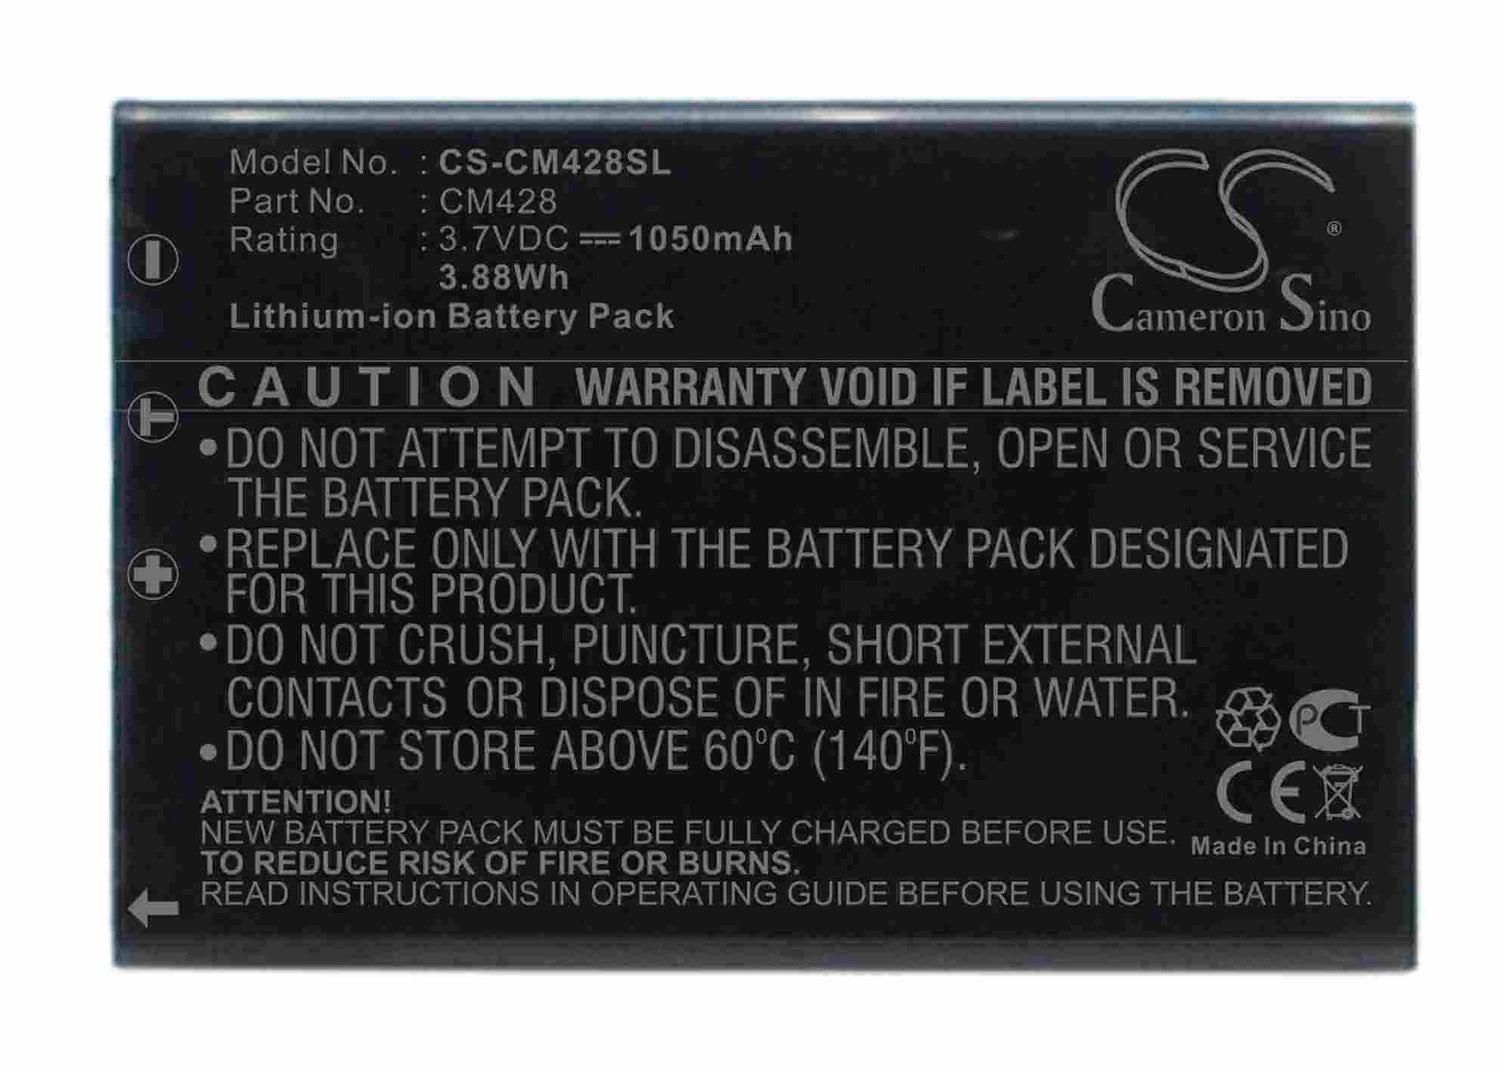 Model No. : CS-CM428SL
Part No. : CM428
Rating : 3.7VDC 1050mAh
3.88Wh
Lithium-ion Battery Pack
CS ®
Cameron Sino
CAUTION WARRANTY VOID IF LABEL IS REMOVED
•DO NOT ATTEMPT TO DISASSEMBLE, OPEN OR SERVICE
THE BATTERY PACK.
•REPLACE ONLY WITH THE BATTERY PACK DESIGNATED
FOR THIS PRODUCT.
•DO NOT CRUSH, PUNCTURE, SHORT EXTERNAL
CONTACTS OR DISPOSE OF IN FIRE OR WATER.
•DO NOT STORE ABOVE 60°C (140°F).
PCT
CE
ATTENTION!
NEW BATTERY PACK MUST BE FULLY CHARGED BEFORE USE.
Made In China
TO REDUCE RISK OF FIRE OR BURNS.
READ INSTRUCTIONS IN OPERATING GUIDE BEFORE USING THE BATTERY.